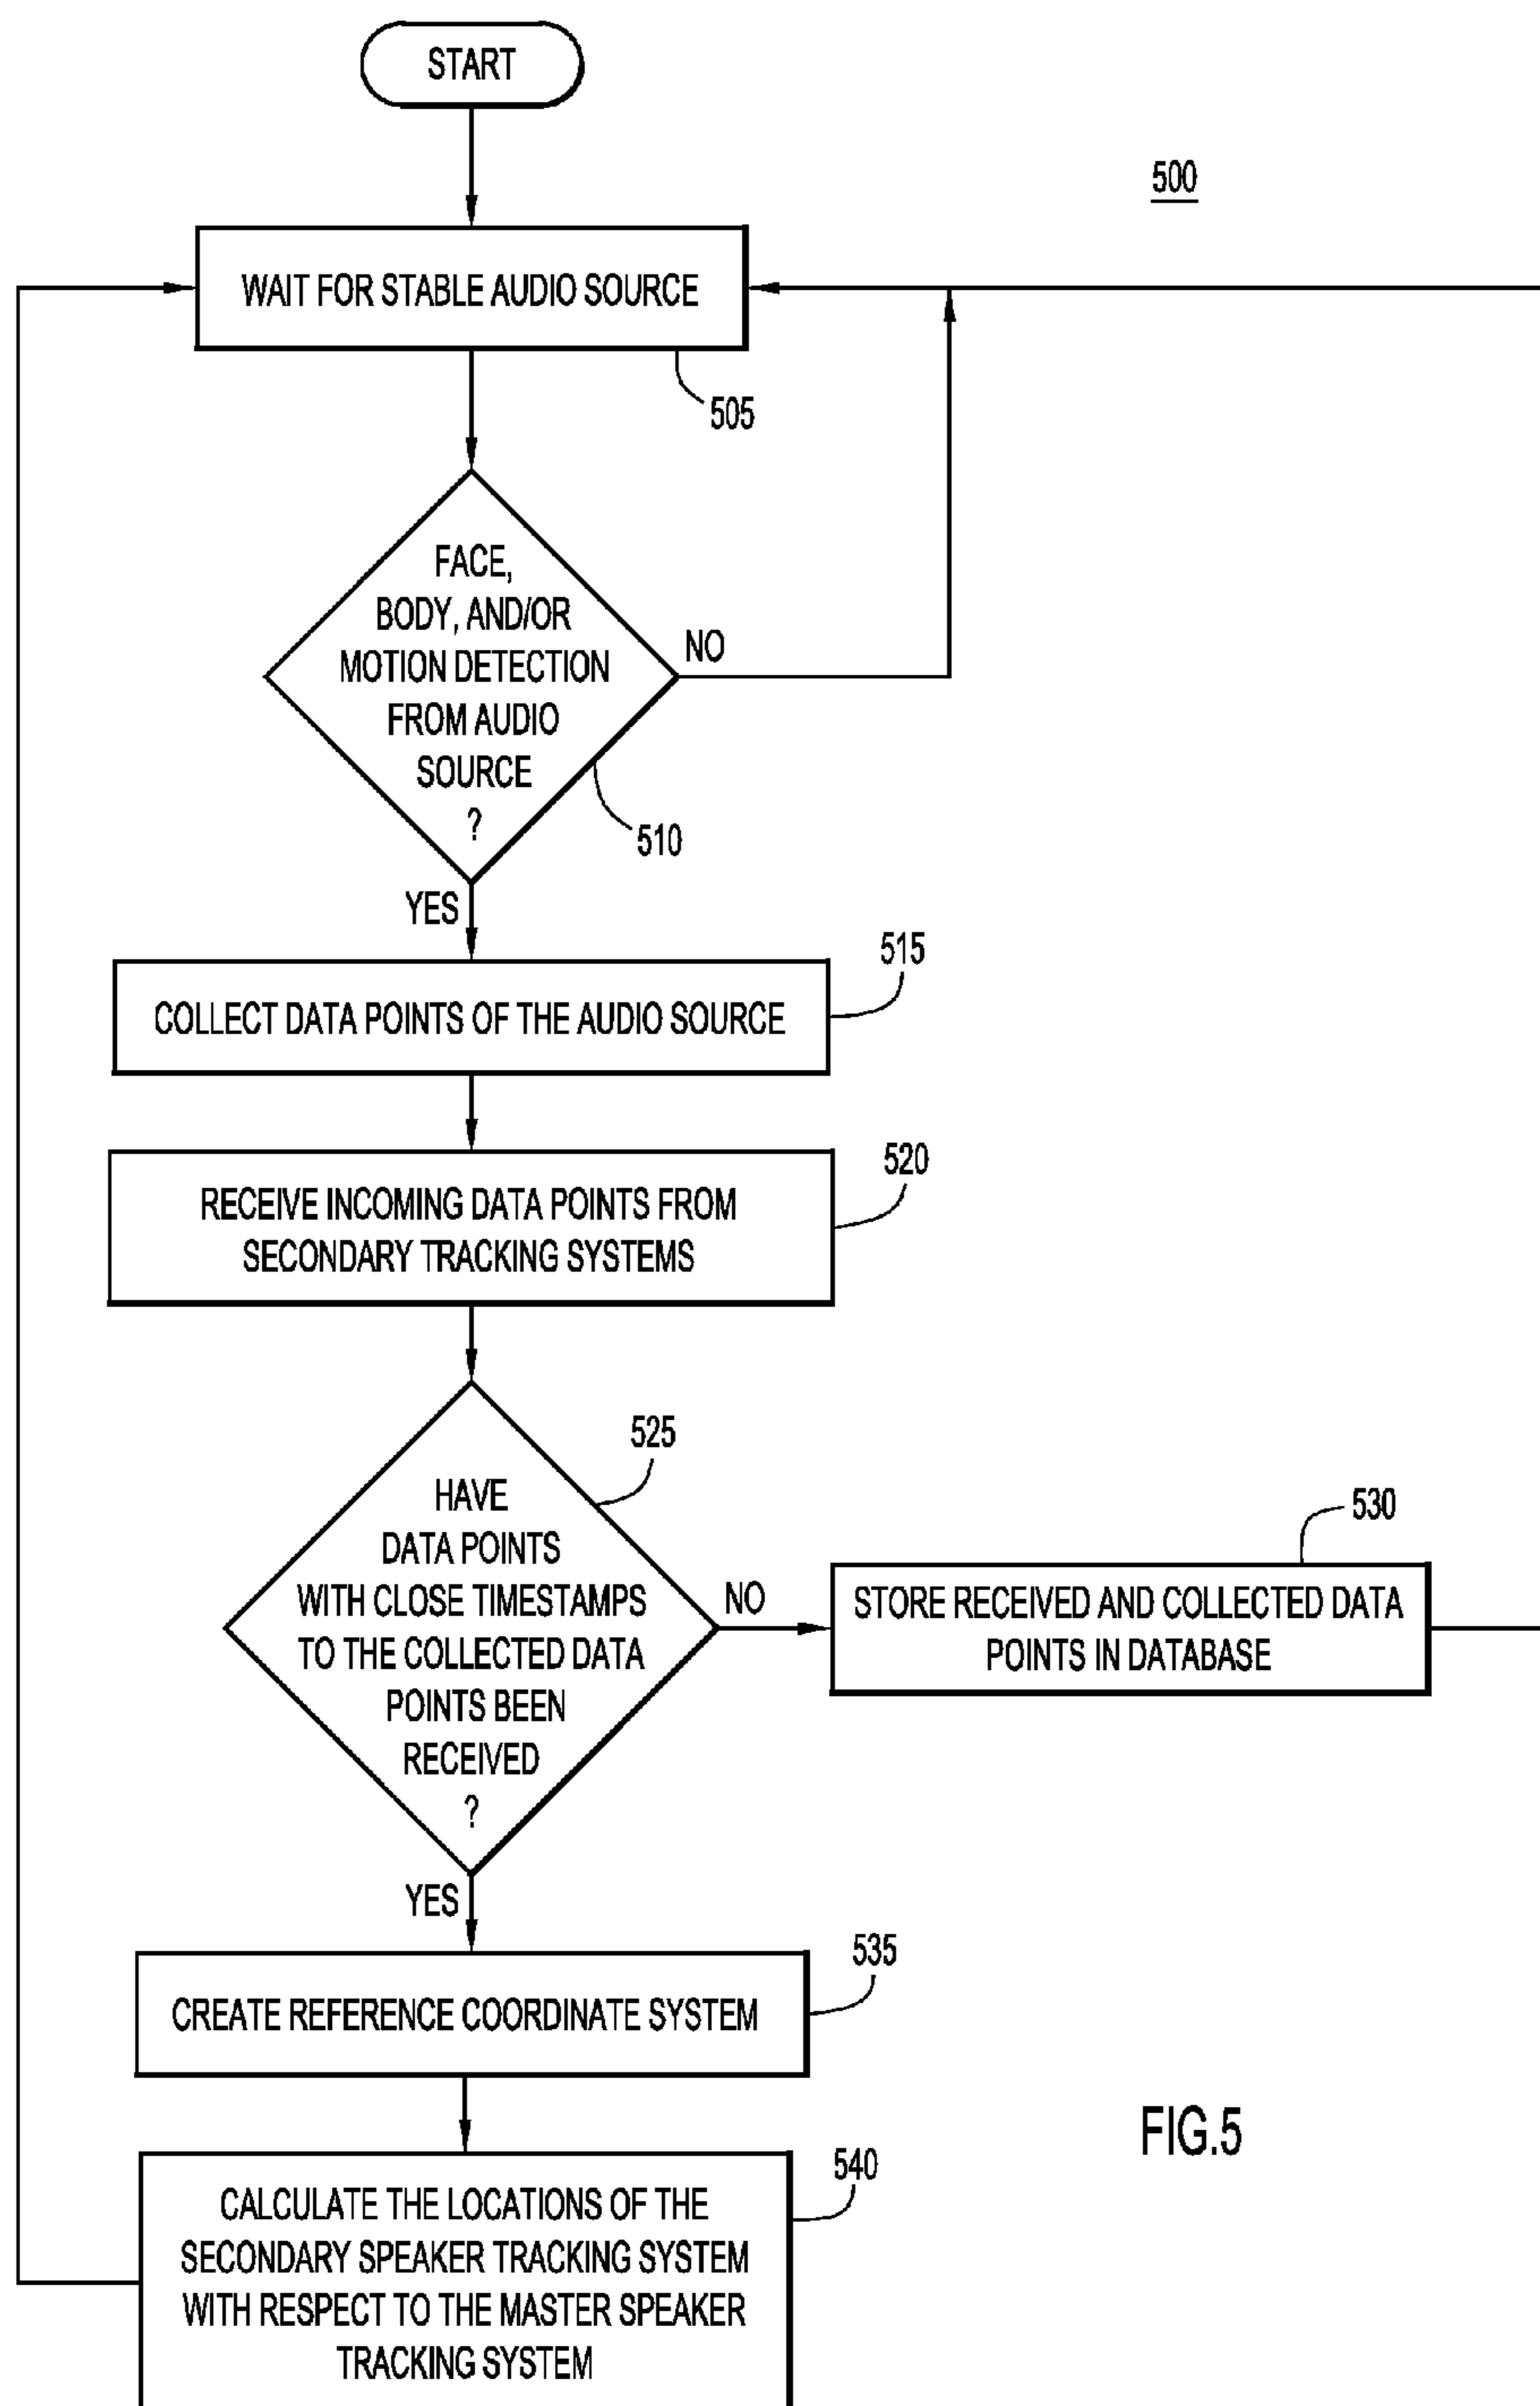 START
500
WAIT FOR STABLE AUDIO SOURCE
505
FACE,
BODY, AND/OR
MOTION DETECTION
FROM AUDIO
SOURCE
?
NO
510
YES
515
COLLECT DATA POINTS OF THE AUDIO SOURCE
520
RECEIVE INCOMING DATA POINTS FROM
SECONDARY TRACKING SYSTEMS
525
HAVE
DATA POINTS
WITH CLOSE TIMESTAMPS
TO THE COLLECTED DATA
POINTS BEEN
RECEIVED
?
NO
530
STORE RECEIVED AND COLLECTED DATA
POINTS IN DATABASE
YES
535
CREATE REFERENCE COORDINATE SYSTEM
540
CALCULATE THE LOCATIONS OF THE
SECONDARY SPEAKER TRACKING SYSTEM
WITH RESPECT TO THE MASTER SPEAKER
TRACKING SYSTEM
FIG.5